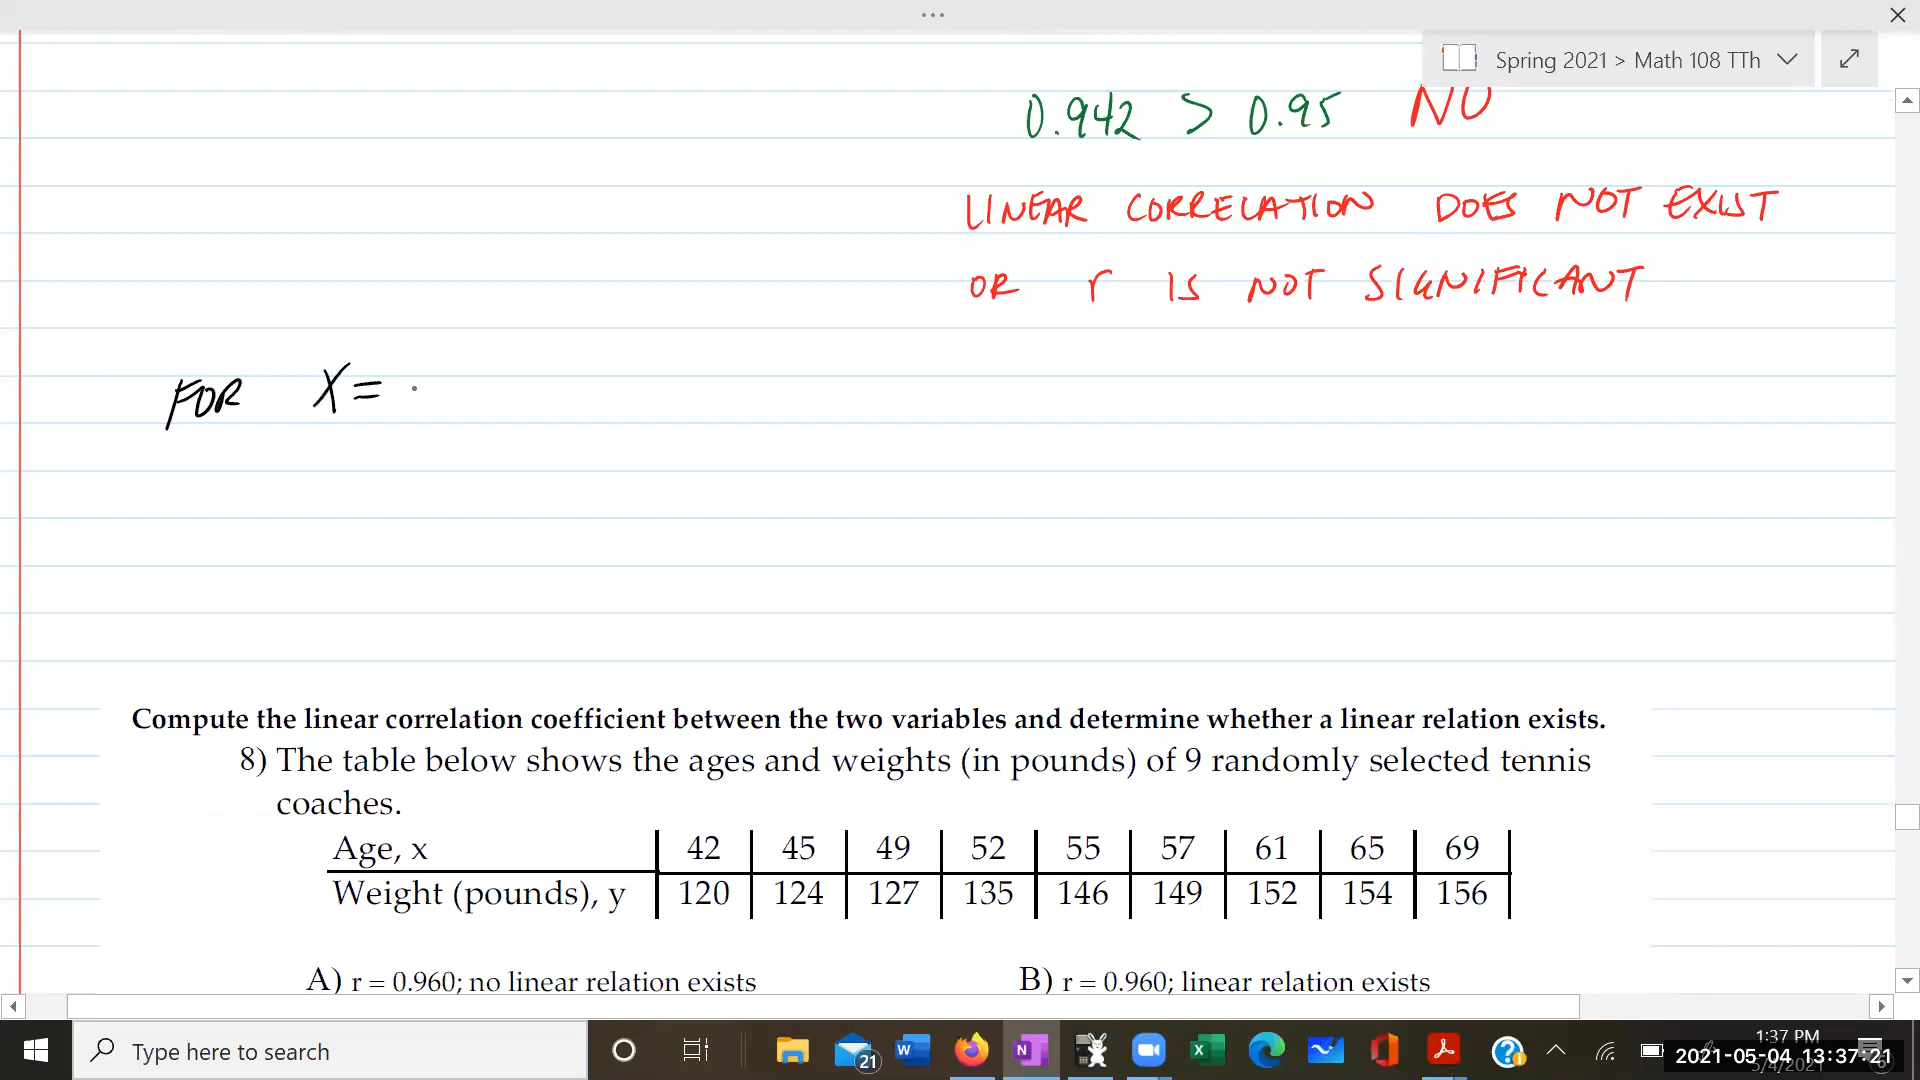 Spring 2021 > Math 108 TTh
0.942 > 0.95 NO
LINEAR CORRELATION DOES NOT EXIST
OR r IS NOT SIGNIFICANT
FOR X =
Compute the linear correlation coefficient between the two variables and determine whether a linear relation exists.
8) The table below shows the ages and weights (in pounds) of 9 randomly selected tennis
coaches.
Age, x 42 45 49 52 55 57 61 65 69
Weight (pounds), y 120 124 127 135 146 149 152 154 156
A) r = 0.960; no linear relation exists B) r = 0.960; linear relation exists
Type here to search 21 1:37 PM
2021-05-04 13:37:21